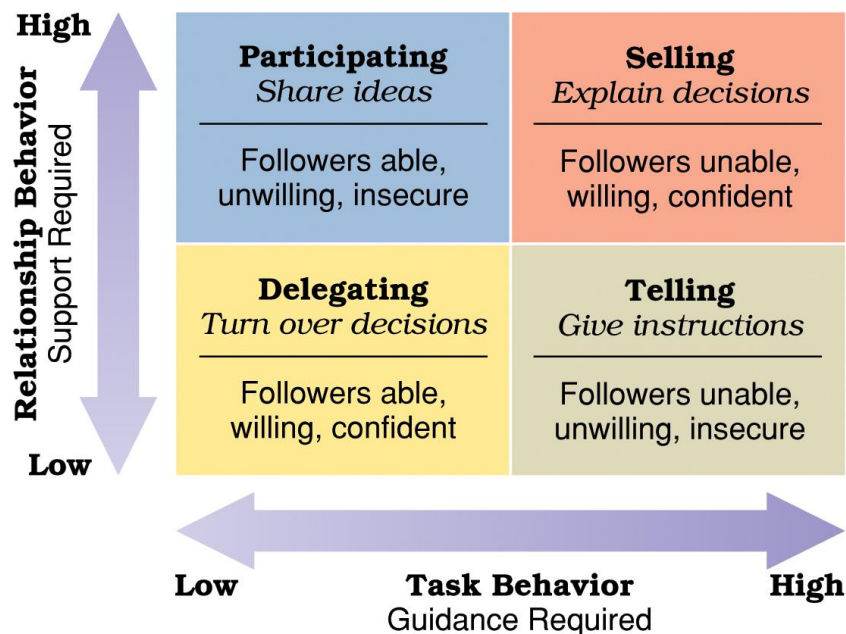 High
Relationship Behavior
Support Required
Low
Participating
Share ideas
Followers able,
unwilling, insecure
Selling
Explain decisions
Followers unable,
willing, confident
Delegating
Turn over decisions
Followers able,
willing, confident
Telling
Give instructions
Followers unable,
unwilling, insecure
Low
Task Behavior
High
Guidance Required